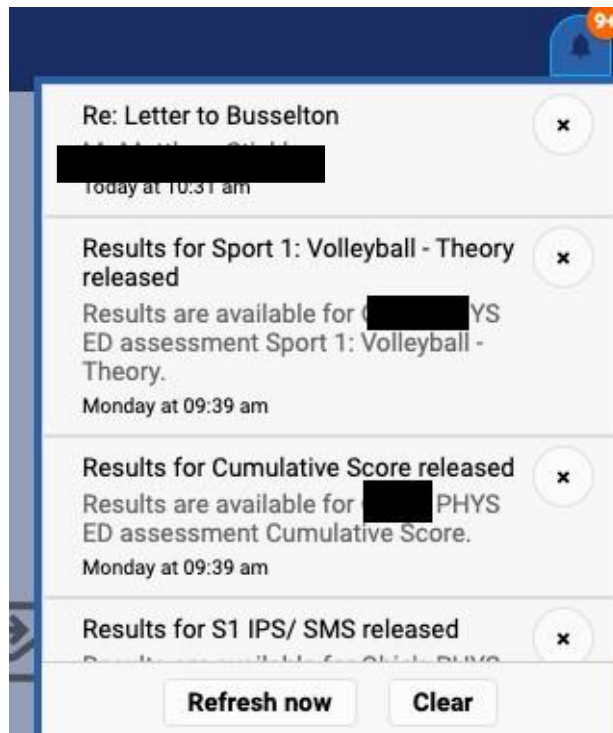 9+
Re: Letter to Busselton
Today at 10:31 am
Results for Sport 1: Volleyball - Theory
released
Results are available for YS
ED assessment Sport 1: Volleyball -
Theory.
Monday at 09:39 am
Results for Cumulative Score released
Results are available for PHYS
ED assessment Cumulative Score.
Monday at 09:39 am
Results for S1 IPS/ SMS released
Refresh now Clear